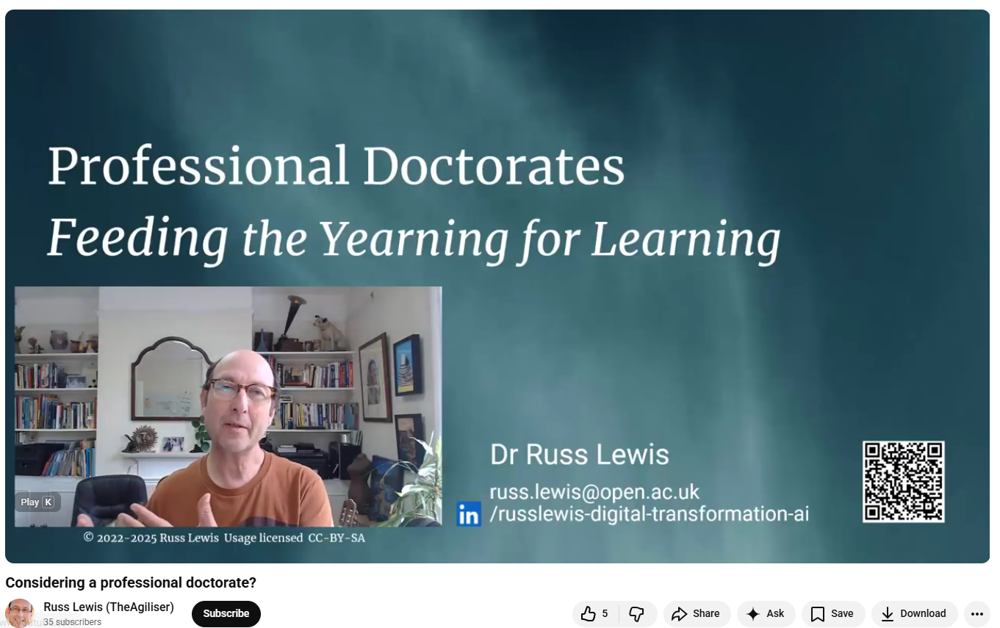 Professional Doctorates
Feeding the Yearning for Learning
Dr Russ Lewis
russ.lewis@open.ac.uk
in /russlewis-digital-transformation-ai
Play K
© 2022-2025 Russ Lewis Usage licensed CC-BY-SA
Considering a professional doctorate?
Russ Lewis (TheAgiliser)
35 subscribers
Subscribe
5
Share
Ask
Save
Download